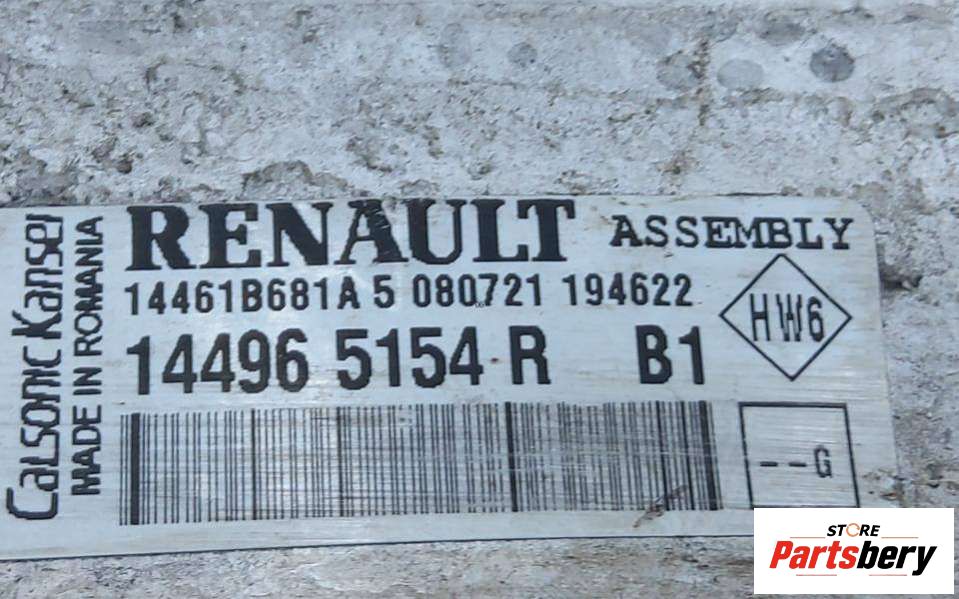 Calsonic Kansei
MADE IN ROMANIA
RENAULT ASSEMBLY
14461B681A 5 080721 194622
14496 5154 R B1
HW6
--G
STORE
Partsbery